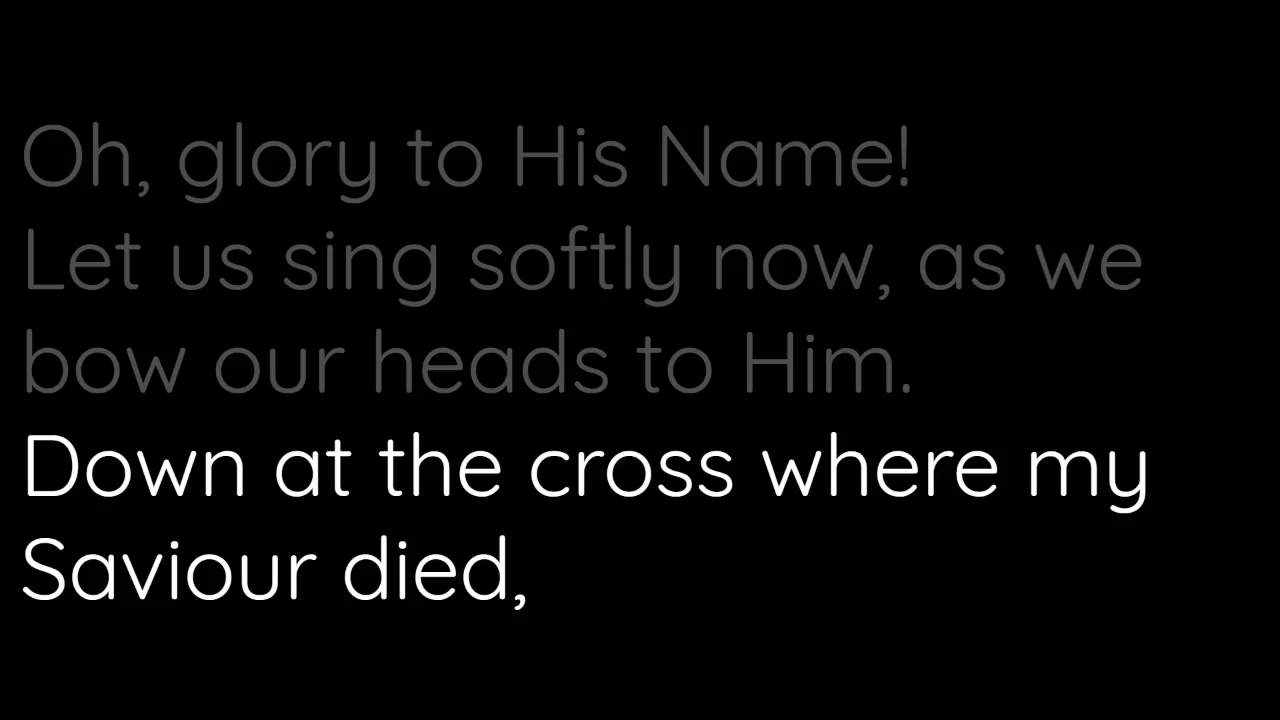 Oh, glory to His Name!
Let us sing softly now, as we
bow our heads to Him.
Down at the cross where my
Saviour died,